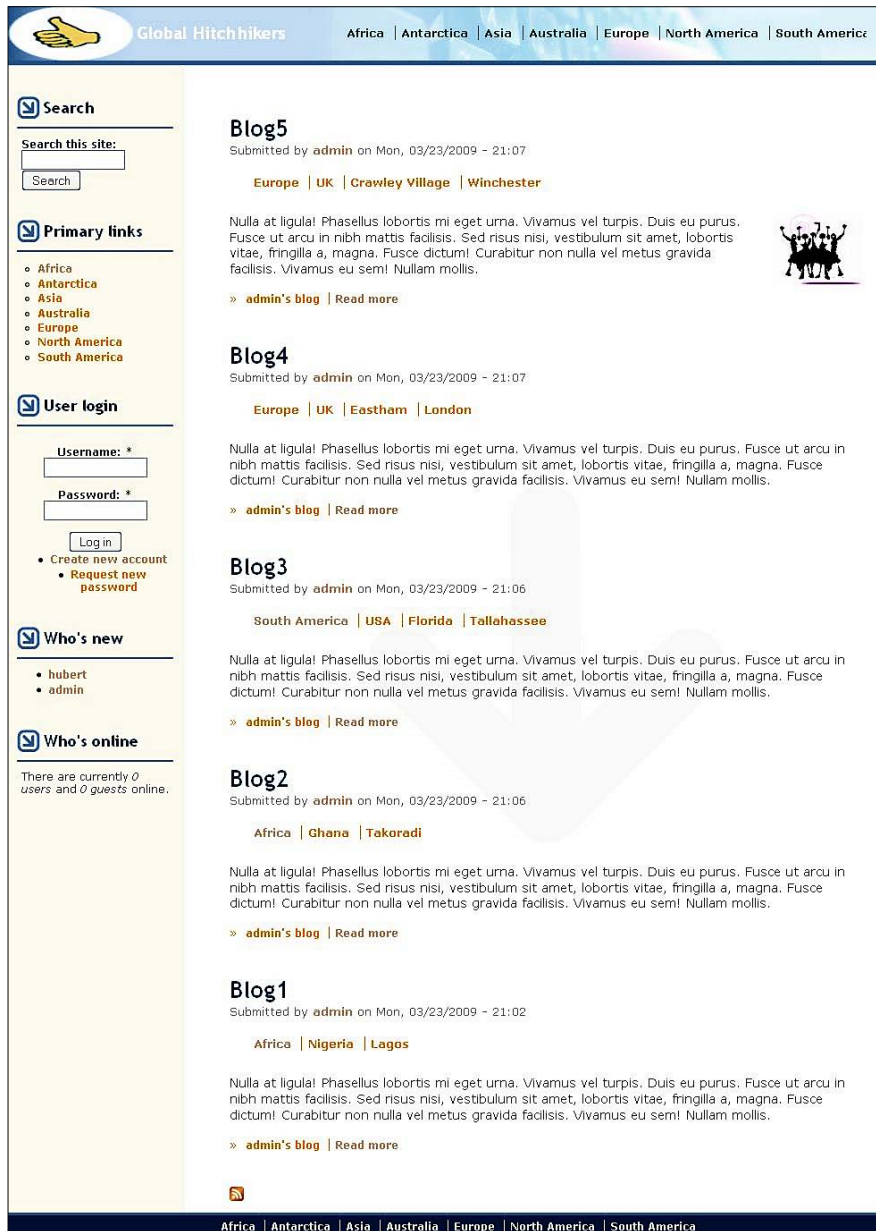 Global Hitchhikers
Africa | Antarctica | Asia | Australia | Europe | North America | South America
Search
Search this site:
Search
Primary links
Africa
Antarctica
Asia
Australia
Europe
North America
South America
User login
Username: *
Password: *
Log in
Create new account
Request new
password
Who's new
hubert
admin
Who's online
There are currently 0
users and 0 guests online.
Blog5
Submitted by admin on Mon, 03/23/2009 - 21:07
Europe | UK | Crawley Village | Winchester
Nulla at ligula! Phasellus lobortis mi eget urna. Vivamus vel turpis. Duis eu purus.
Fusce ut arcu in nibh mattis facilisis. Sed risus nisi, vestibulum sit amet, lobortis
vitae, fringilla a, magna. Fusce dictum! Curabitur non nulla vel metus gravida
facilisis. Vivamus eu sem! Nullam mollis.
» admin's blog | Read more
Blog4
Submitted by admin on Mon, 03/23/2009 - 21:07
Europe | UK | Eastham | London
Nulla at ligula! Phasellus lobortis mi eget urna. Vivamus vel turpis. Duis eu purus. Fusce ut arcu in
nibh mattis facilisis. Sed risus nisi, vestibulum sit amet, lobortis vitae, fringilla a, magna. Fusce
dictum! Curabitur non nulla vel metus gravida facilisis. Vivamus eu sem! Nullam mollis.
» admin's blog | Read more
Blog3
Submitted by admin on Mon, 03/23/2009 - 21:06
South America | USA | Florida | Tallahassee
Nulla at ligula! Phasellus lobortis mi eget urna. Vivamus vel turpis. Duis eu purus. Fusce ut arcu in
nibh mattis facilisis. Sed risus nisi, vestibulum sit amet, lobortis vitae, fringilla a, magna. Fusce
dictum! Curabitur non nulla vel metus gravida facilisis. Vivamus eu sem! Nullam mollis.
» admin's blog | Read more
Blog2
Submitted by admin on Mon, 03/23/2009 - 21:06
Africa | Ghana | Takoradi
Nulla at ligula! Phasellus lobortis mi eget urna. Vivamus vel turpis. Duis eu purus. Fusce ut arcu in
nibh mattis facilisis. Sed risus nisi, vestibulum sit amet, lobortis vitae, fringilla a, magna. Fusce
dictum! Curabitur non nulla vel metus gravida facilisis. Vivamus eu sem! Nullam mollis.
» admin's blog | Read more
Blog1
Submitted by admin on Mon, 03/23/2009 - 21:02
Africa | Nigeria | Lagos
Nulla at ligula! Phasellus lobortis mi eget urna. Vivamus vel turpis. Duis eu purus. Fusce ut arcu in
nibh mattis facilisis. Sed risus nisi, vestibulum sit amet, lobortis vitae, fringilla a, magna. Fusce
dictum! Curabitur non nulla vel metus gravida facilisis. Vivamus eu sem! Nullam mollis.
» admin's blog | Read more
Africa | Antarctica | Asia | Australia | Europe | North America | South America